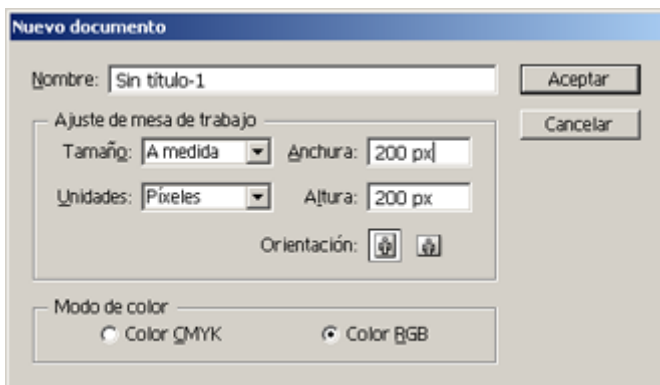 Nuevo documento
Nombre: Sin título-1
Aceptar
Ajuste de mesa de trabajo
Cancelar
Tamaño: A medida Anchura: 200 px
Unidades: Píxeles Altura: 200 px
Orientación:
Modo de color
Color CMYK Color RGB